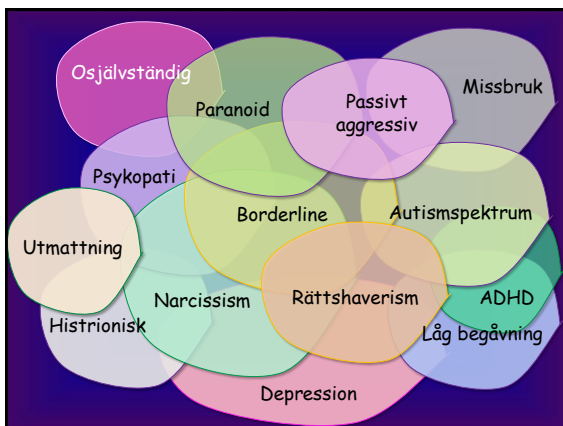 Osjälvständig
Missbruk
Paranoid
Passivt
aggressiv
Psykopati
Borderline
Autismspektrum
Utmattning
Narcissism
Rättshaverism
ADHD
Histrionisk
Låg begåvning
Depression